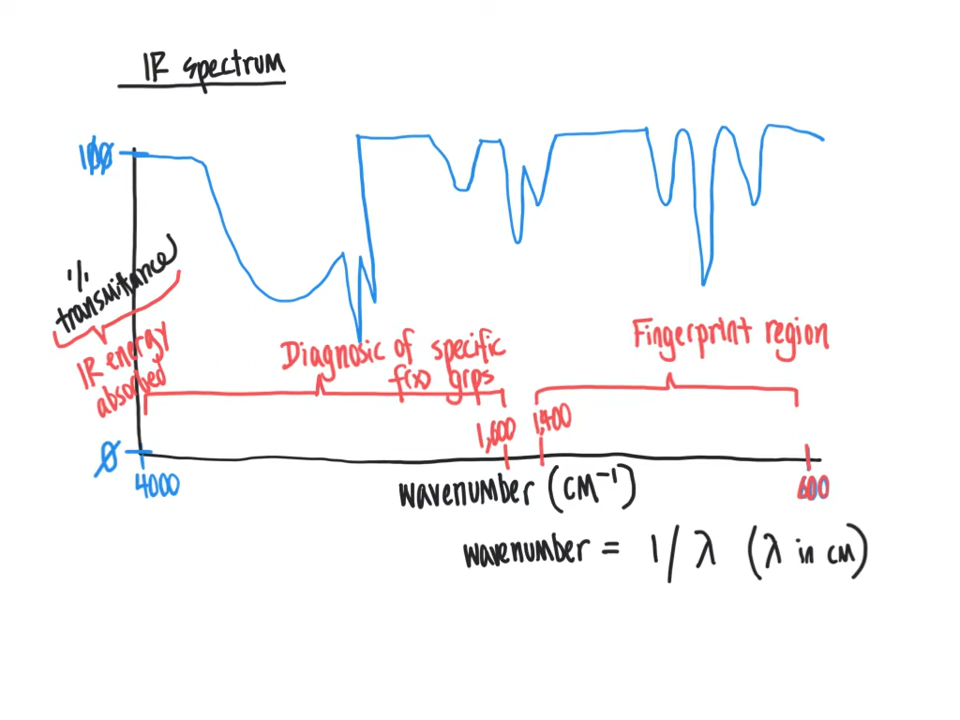 IR spectrum
100
%
transmitance
IR energy
absorbed
Diagnosic of specific
f(x) grps
Fingerprint region
1,600
1,400
0
4000
600
wavenumber (cm⁻¹)
wavenumber = 1/λ (λ in cm)